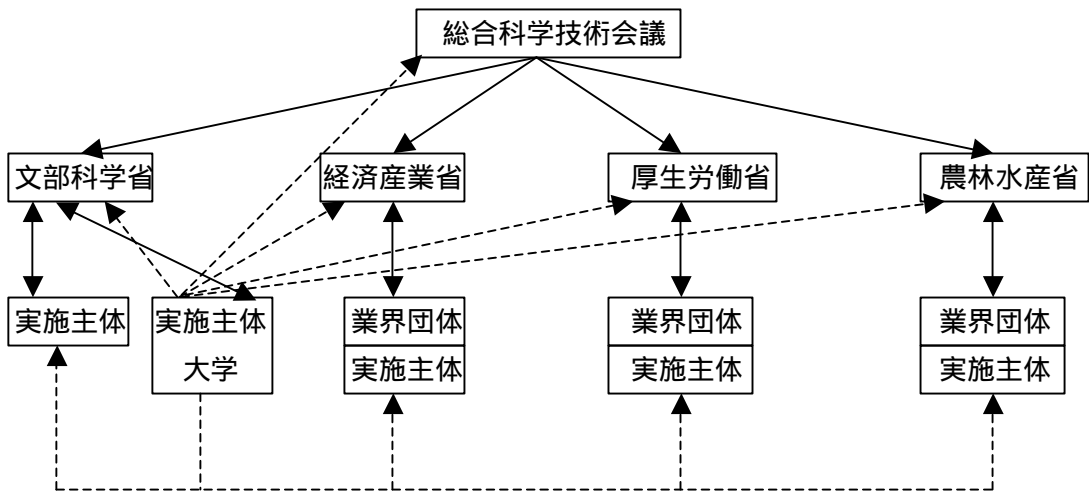 総合科学技術会議
文部科学省
経済産業省
厚生労働省
農林水産省
実施主体
実施主体
大学
業界団体
実施主体
業界団体
実施主体
業界団体
実施主体